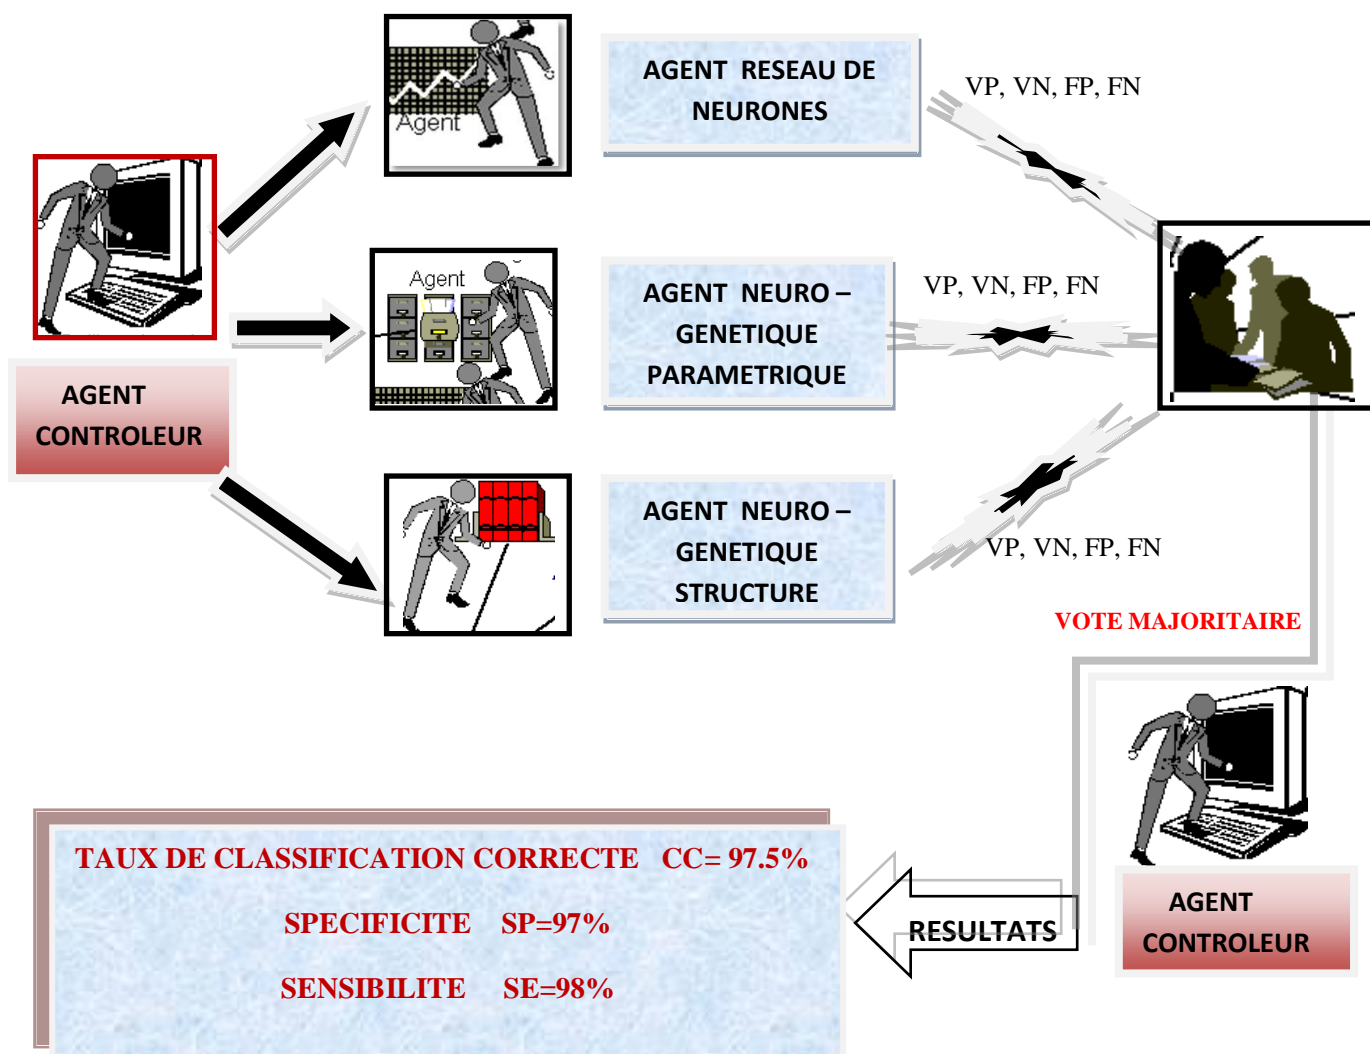 Agent
AGENT RESEAU DE
NEURONES
VP, VN, FP, FN
AGENT
CONTROLEUR
Agent
AGENT NEURO –
GENETIQUE
PARAMETRIQUE
VP, VN, FP, FN
AGENT NEURO –
GENETIQUE
STRUCTURE
VP, VN, FP, FN
VOTE MAJORITAIRE
AGENT
CONTROLEUR
RESULTATS
TAUX DE CLASSIFICATION CORRECTE CC= 97.5%
SPECIFICITE SP=97%
SENSIBILITE SE=98%